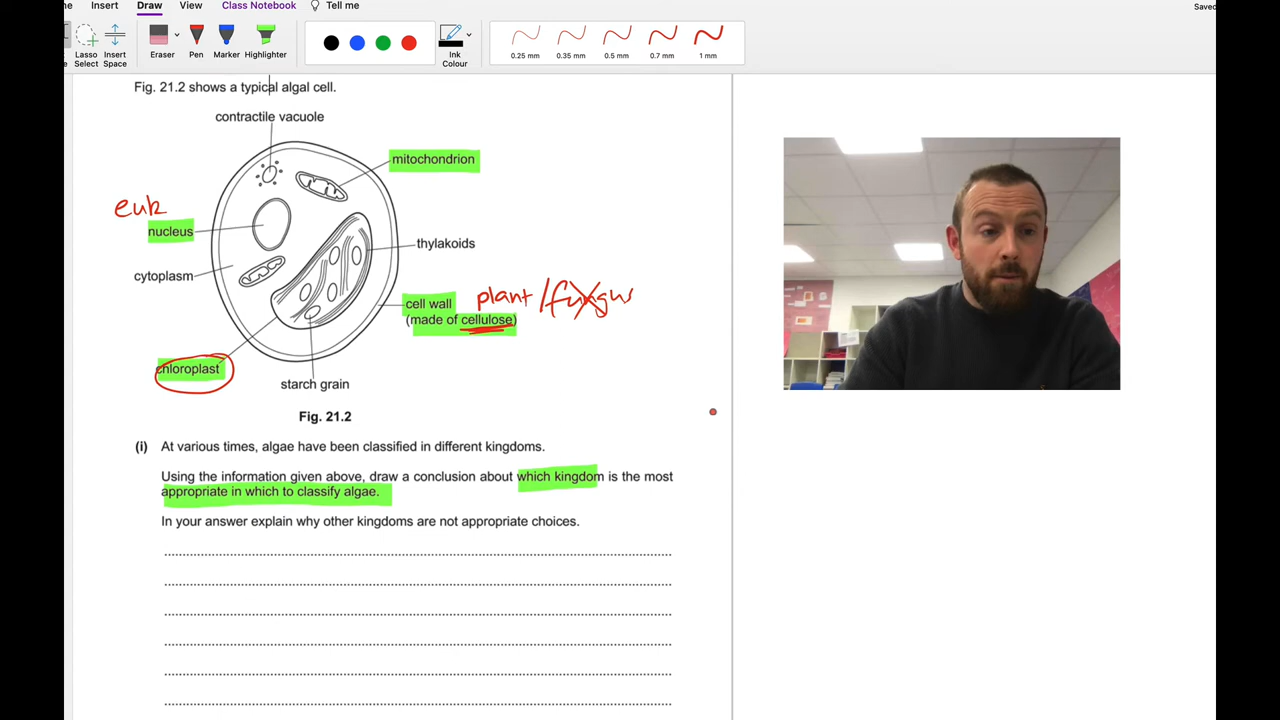 me Insert Draw View Class Notebook Tell me
Saved
Lasso Select
Insert Space
Eraser
Pen
Marker
Highlighter
Ink Colour
0.25 mm 0.35 mm 0.5 mm 0.7 mm 1 mm
Fig. 21.2 shows a typical algal cell.
contractile vacuole
mitochondrion
euk
nucleus
thylakoids
cytoplasm
cell wall plant/fungus
(made of cellulose)
chloroplast
starch grain
Fig. 21.2
(i) At various times, algae have been classified in different kingdoms.
Using the information given above, draw a conclusion about which kingdom is the most
appropriate in which to classify algae.
In your answer explain why other kingdoms are not appropriate choices.